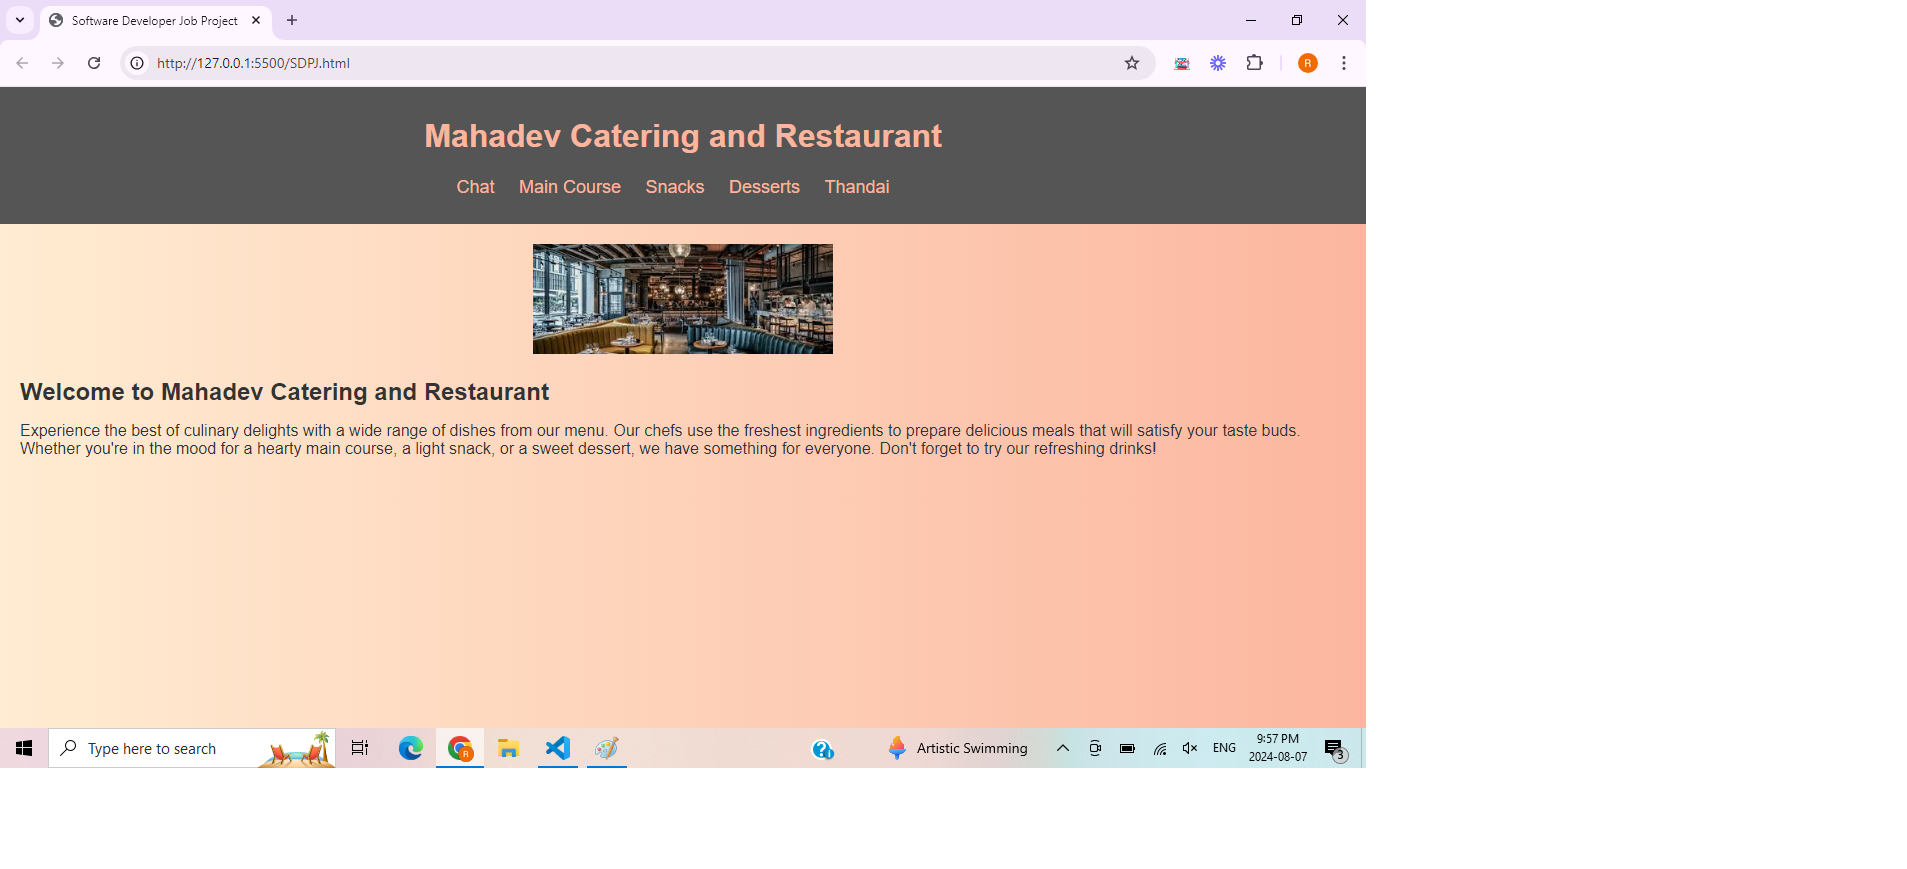 Software Developer Job Project
http://127.0.0.1:5500/SDPJ.html
R
Mahadev Catering and Restaurant
Chat Main Course Snacks Desserts Thandai
Welcome to Mahadev Catering and Restaurant
Experience the best of culinary delights with a wide range of dishes from our menu. Our chefs use the freshest ingredients to prepare delicious meals that will satisfy your taste buds.
Whether you're in the mood for a hearty main course, a light snack, or a sweet dessert, we have something for everyone. Don't forget to try our refreshing drinks!
Type here to search
R
Artistic Swimming
ENG
9:57 PM
2024-08-07
3